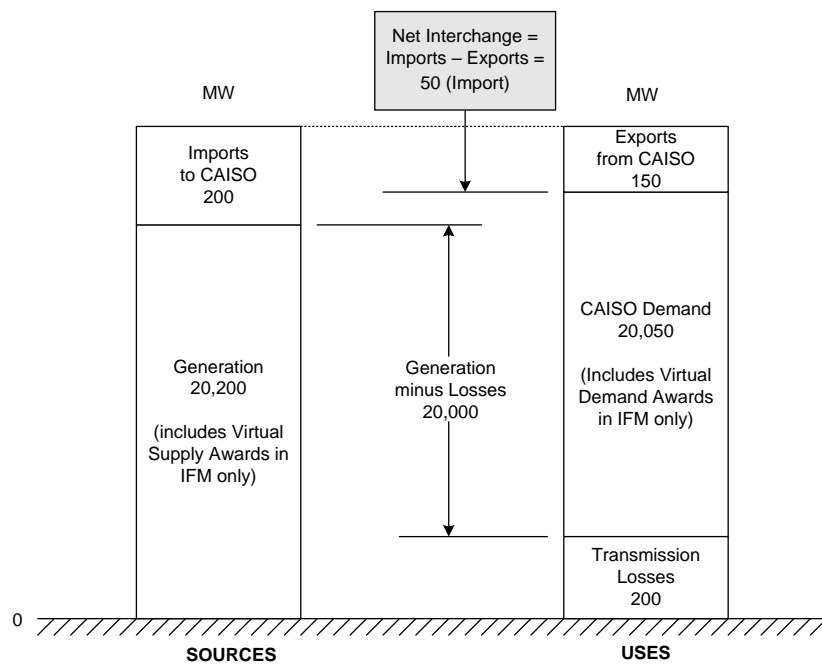 Net Interchange =
Imports – Exports =
50 (Import)
MW
MW
Imports
to CAISO
200
Exports
from CAISO
150
Generation
20,200
(includes Virtual
Supply Awards in
IFM only)
Generation
minus Losses
20,000
CAISO Demand
20,050
(Includes Virtual
Demand Awards
in IFM only)
Transmission
Losses
200
0
SOURCES
USES